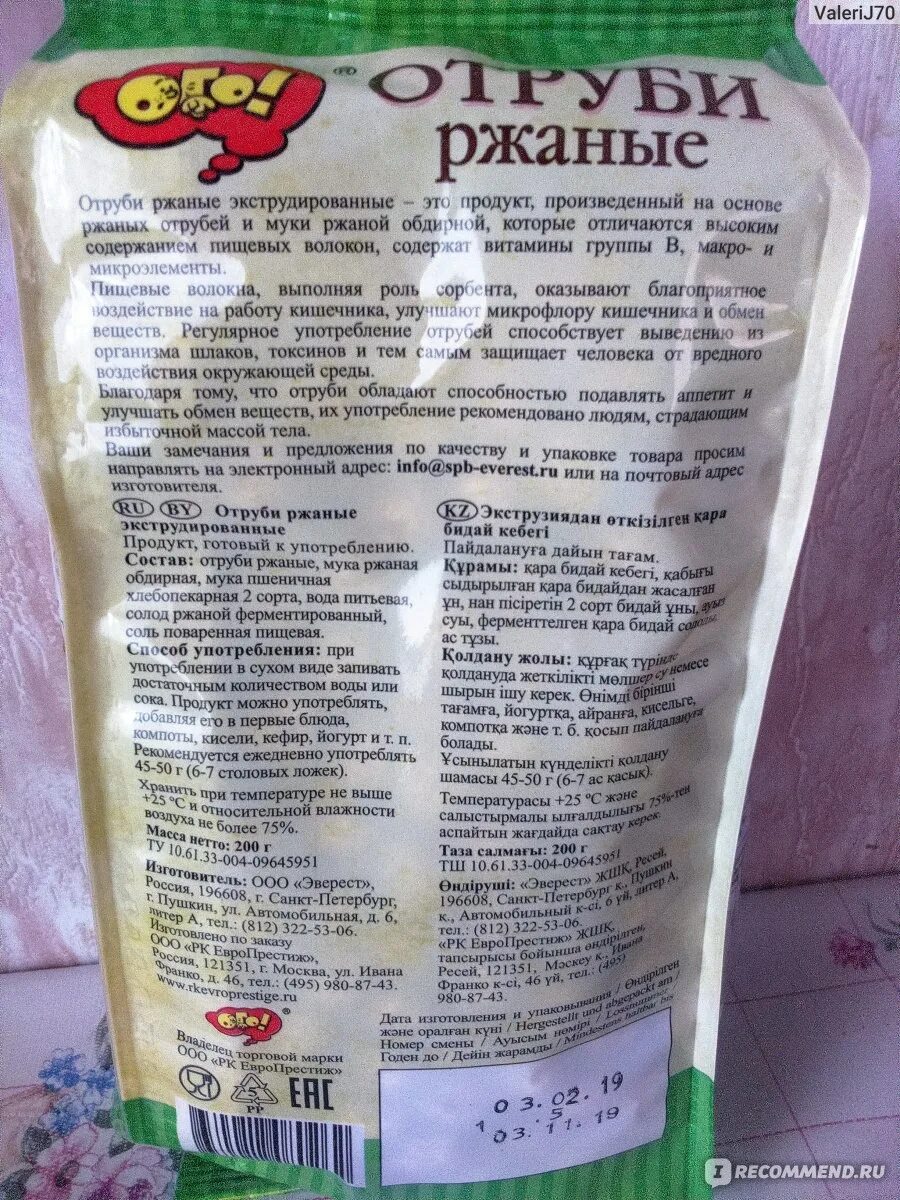 ValeriJ70
ОГО!®
ОТРУБИ
ржаные
Отруби ржаные экструдированные – это продукт, произведенный на основе
ржаных отрубей и муки ржаной обдирной, которые отличаются высоким
содержанием пищевых волокон, содержат витамины группы В, макро- и
микроэлементы.
Пищевые волокна, выполняя роль сорбента, оказывают благоприятное
воздействие на работу кишечника, улучшают микрофлору кишечника и обмен
веществ. Регулярное употребление отрубей способствует выведению из
организма шлаков, токсинов и тем самым защищает человека от вредного
воздействия окружающей среды.
Благодаря тому, что отруби обладают способностью подавлять аппетит и
улучшать обмен веществ, их употребление рекомендовано людям, страдающим
избыточной массой тела.
Ваши замечания и предложения по качеству и упаковке товара просим
направлять на электронный адрес: info@spb-everest.ru или на почтовый адрес
изготовителя.
RU BY Отруби ржаные
экструдированные
Продукт, готовый к употреблению.
Состав: отруби ржаные, мука ржаная
обдирная, мука пшеничная
хлебопекарная 2 сорта, вода питьевая,
солод ржаной ферментированный,
соль поваренная пищевая.
Способ употребления: при
употреблении в сухом виде запивать
достаточным количеством воды или
сока. Продукт можно употреблять,
добавляя его в первые блюда,
компоты, кисели, кефир, йогурт и т. п.
Рекомендуется ежедневно употреблять
45-50 г (6-7 столовых ложек).
Хранить при температуре не выше
+25 °С и относительной влажности
воздуха не более 75%.
Масса нетто: 200 г
ТУ 10.61.33-004-09645951
Изготовитель: ООО «Эверест»,
Россия, 196608, г. Санкт-Петербург,
г. Пушкин, ул. Автомобильная, д. 6,
литер А, тел.: (812) 322-53-06.
Изготовлено по заказу
ООО «РК ЕвроПрестиж»,
Россия, 121351, г. Москва, ул. Ивана
Франко, д. 46, тел.: (495) 980-87-43.
www.rkevroprestige.ru
ОГО!®
Владелец торговой марки
ООО «РК ЕвроПрестиж»
5
PP
EAC
KZ Экструзиядан өткізілген қара
бидай кебегі
Пайдалануға дайын тағам.
Құрамы: қара бидай кебегі, қабығы
сыдырылған қара бидайдан жасалған
ұн, нан пісіретін 2 сорт бидай ұны, ауыз
суы, ферменттелген қара бидай солоды,
ас тұзы.
Қолдану жолы: құрғақ түрінде
қолдануда жеткілікті мөлшер су немесе
шырын ішу керек. Өнімді бірінші
тағамға, йогуртқа, айранға, кисельге,
компотқа және т. б. қосып пайдалануға
болады.
Ұсынылатын күнделікті қолдану
шамасы 45-50 г (6-7 ас қасық).
Температурасы +25 °С және
салыстырмалы ылғалдылығы 75%-тен
аспайтын жағдайда сақтау керек.
Таза салмағы: 200 г
ТШ 10.61.33-004-09645951
Өндіруші: «Эверест» ЖШҚ, Ресей,
196608, Санкт-Петербург к., Пушкин
к., Автомобильный к-сі, 6 үй, литер А,
тел.: (812) 322-53-06.
«РК ЕвроПрестиж» ЖШҚ,
тапсырысы бойынша өндірілген,
Ресей, 121351, Мәскеу к., Ивана
Франко к-сі, 46 үй, тел.: (495)
980-87-43.
Дата изготовления и упаковывания / Өндірілген
және оралған күні / Hergestellt und abgepackt am /
Номер смены / Ауысым нөмірі / Lossnummer
Годен до / Дейін жарамды / Mindestens haltbar bis
03.02.19
1 5
03.11.19
I RECOMMEND.RU